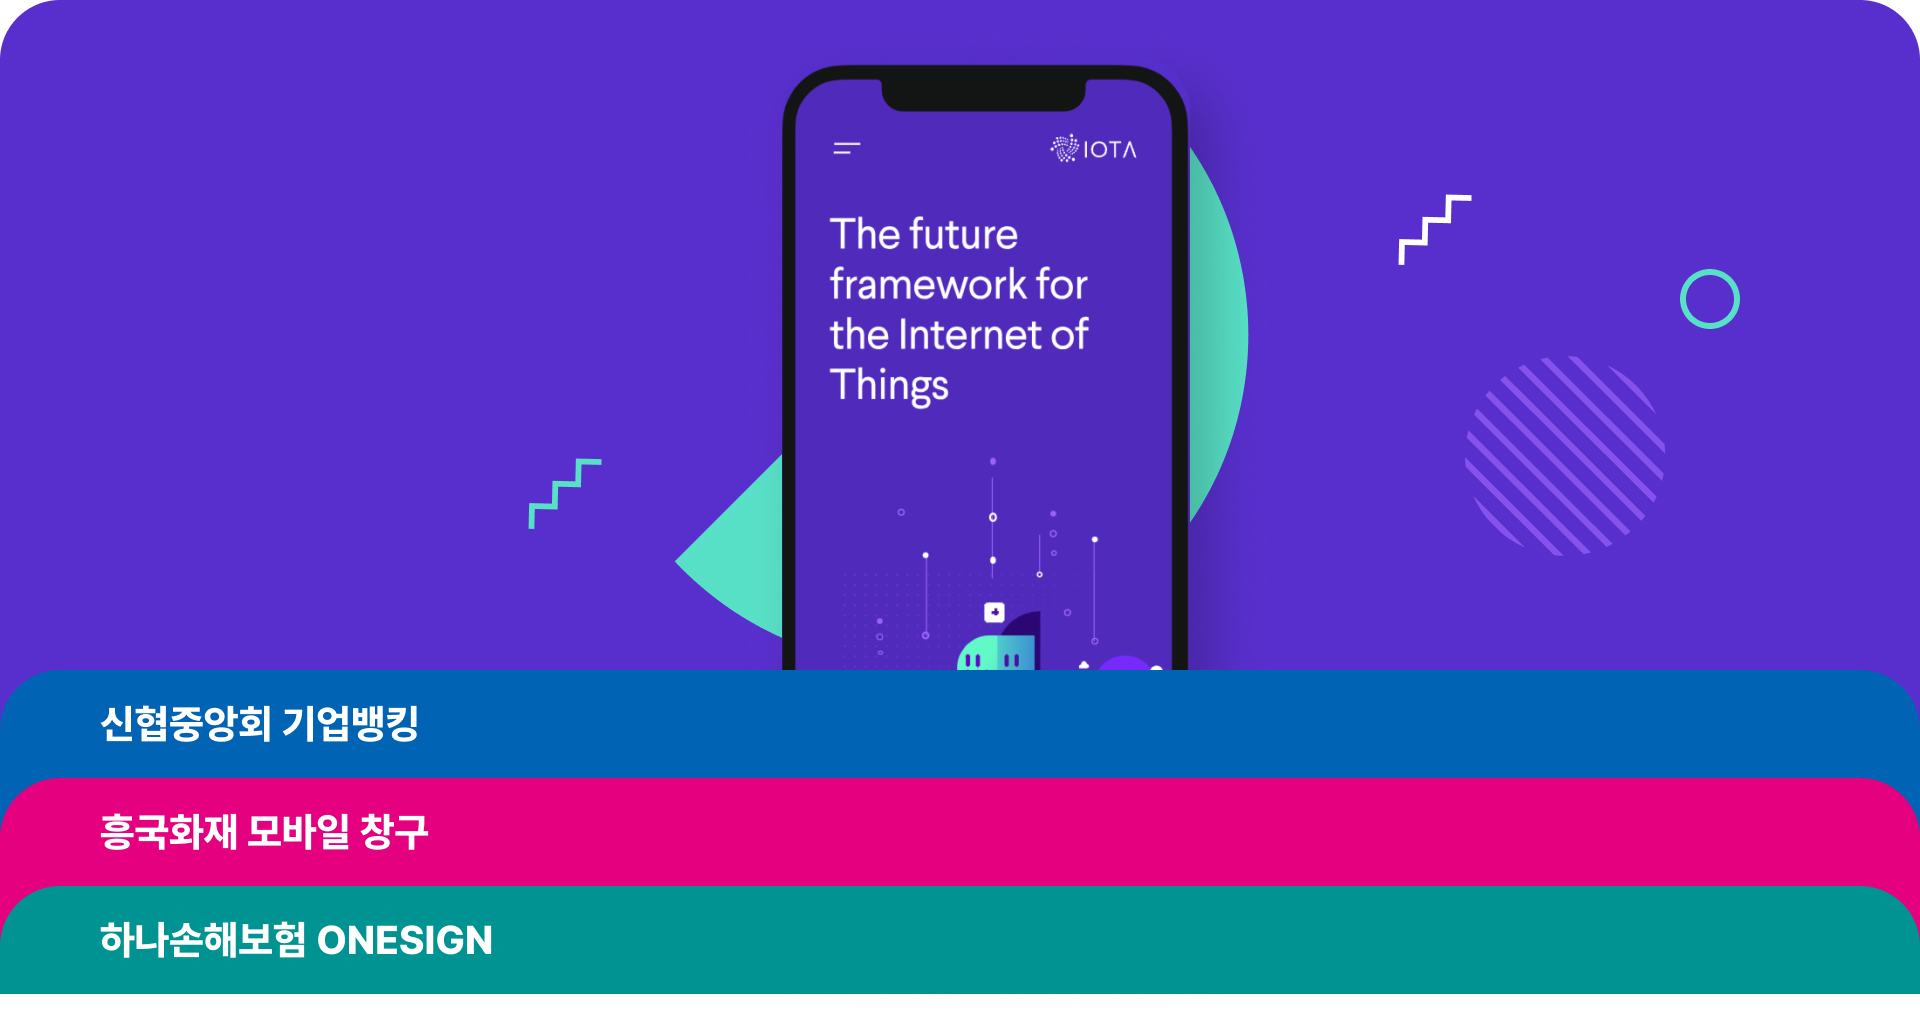 IOTA
The future
framework for
the Internet of
Things
신협중앙회 기업뱅킹
흥국화재 모바일 창구
하나손해보험 ONESIGN